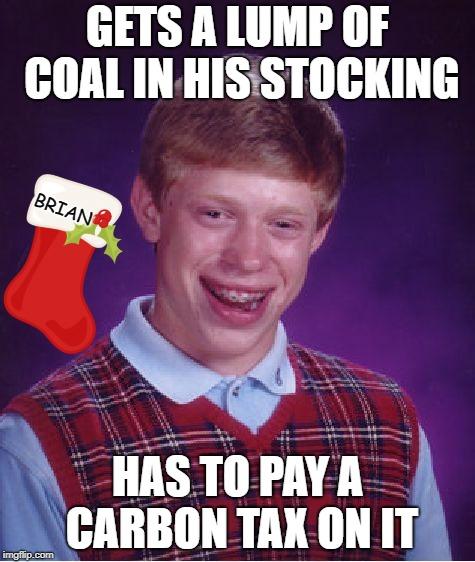 GETS A LUMP OF
COAL IN HIS STOCKING
BRIAN
HAS TO PAY A
CARBON TAX ON IT
imgflip.com